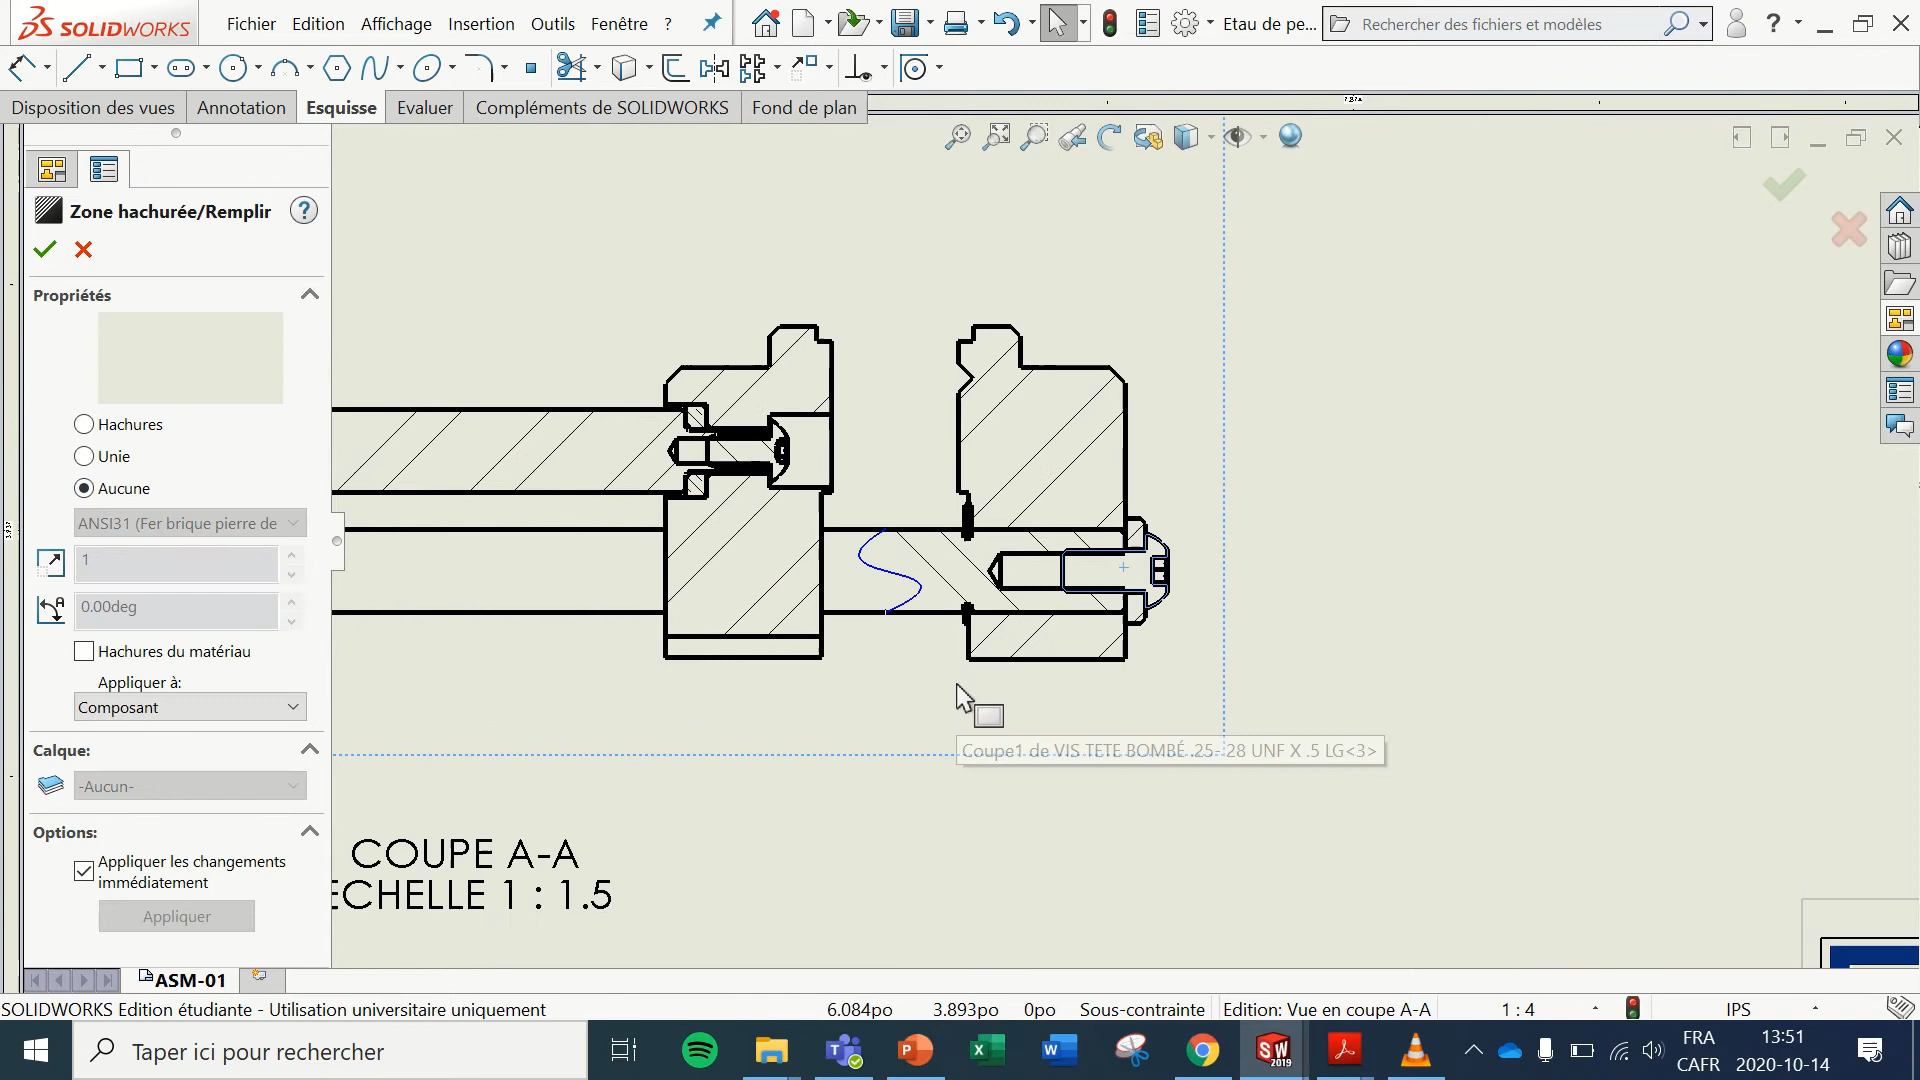 SOLIDWORKS
Fichier Edition Affichage Insertion Outils Fenêtre ?
Etau de pe...
Rechercher des fichiers et modèles
?
Disposition des vues Annotation Esquisse Evaluer Compléments de SOLIDWORKS Fond de plan
Zone hachurée/Remplir
?
Propriétés
Hachures
Unie
Aucune
ANSI31 (Fer brique pierre de
1
0.00deg
Hachures du matériau
Appliquer à:
Composant
Calque:
-Aucun-
Options:
Appliquer les changements
immédiatement
Appliquer
Coupe1 de VIS TETE BOMBÉ .25- 28 UNF X .5 LG<3>
COUPE A-A
ECHELLE 1 : 1.5
ASM-01
SOLIDWORKS Edition étudiante - Utilisation universitaire uniquement
6.084po 3.893po 0po Sous-contrainte Edition: Vue en coupe A-A 1 : 4 IPS
Taper ici pour rechercher
SW
2019
FRA
CAFR
13:51
2020-10-14